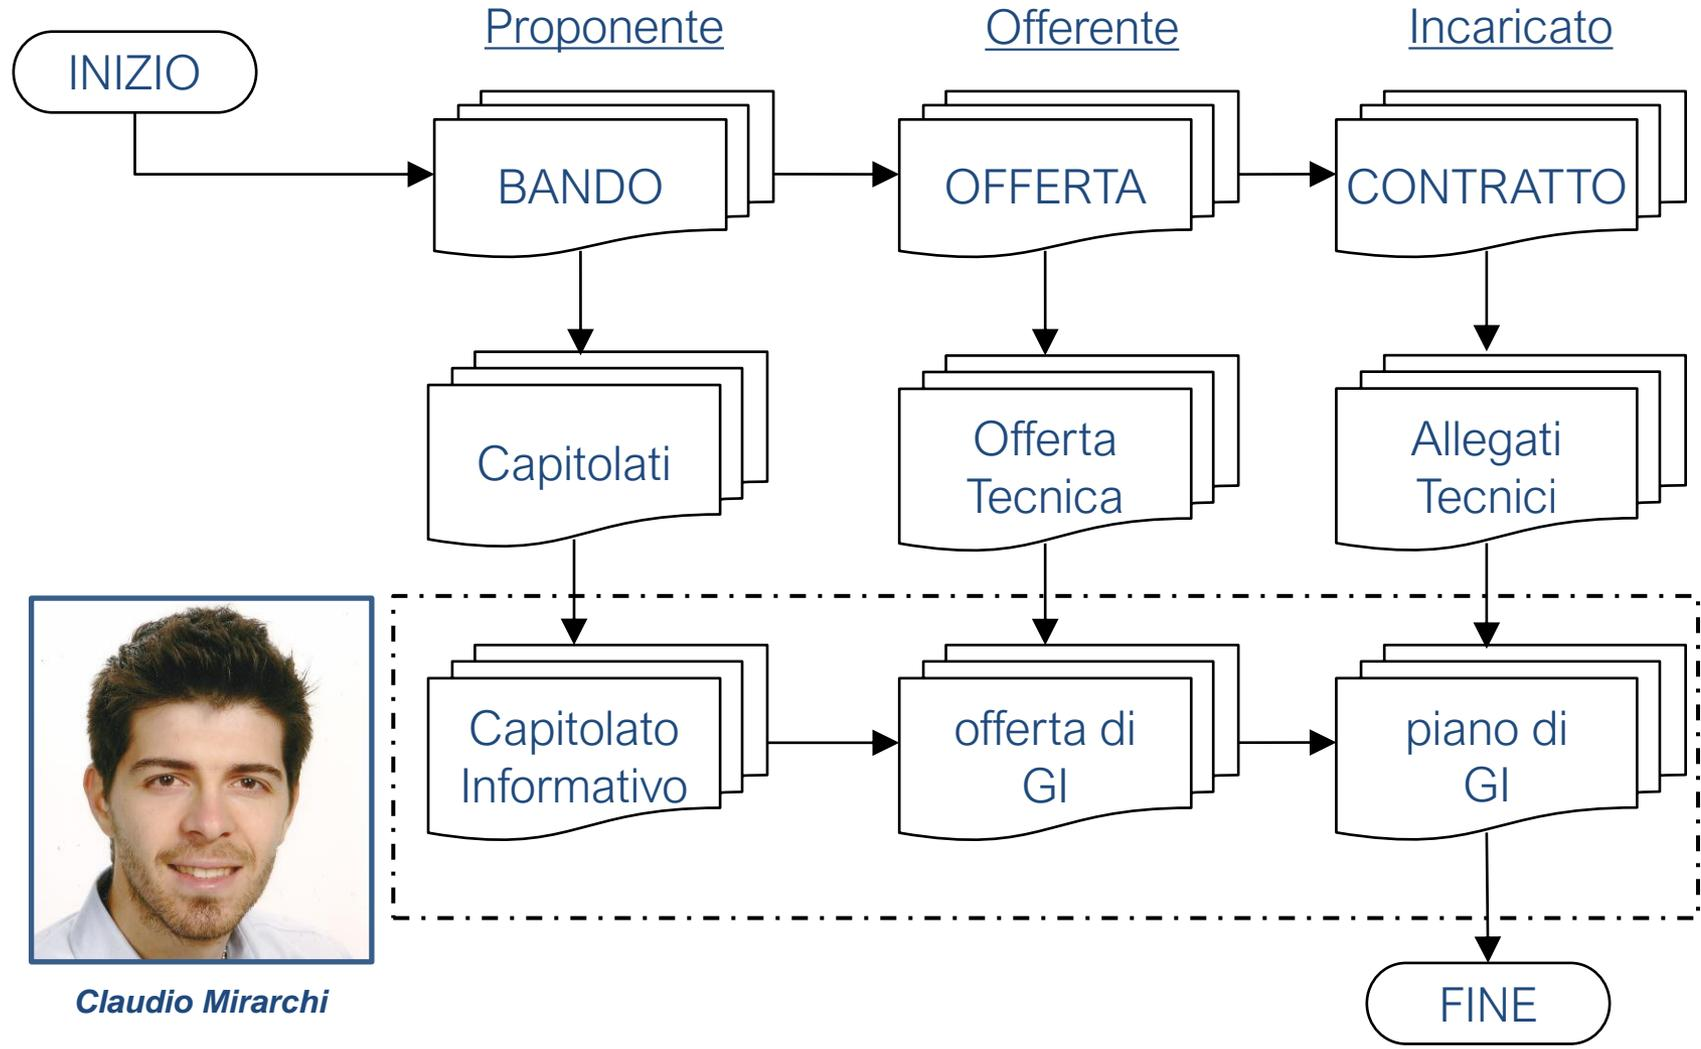 Proponente
Offerente
Incaricato
INIZIO
BANDO
OFFERTA
CONTRATTO
Capitolati
Offerta
Tecnica
Allegati
Tecnici
Capitolato
Informativo
offerta di
GI
piano di
GI
Claudio Mirarchi
FINE